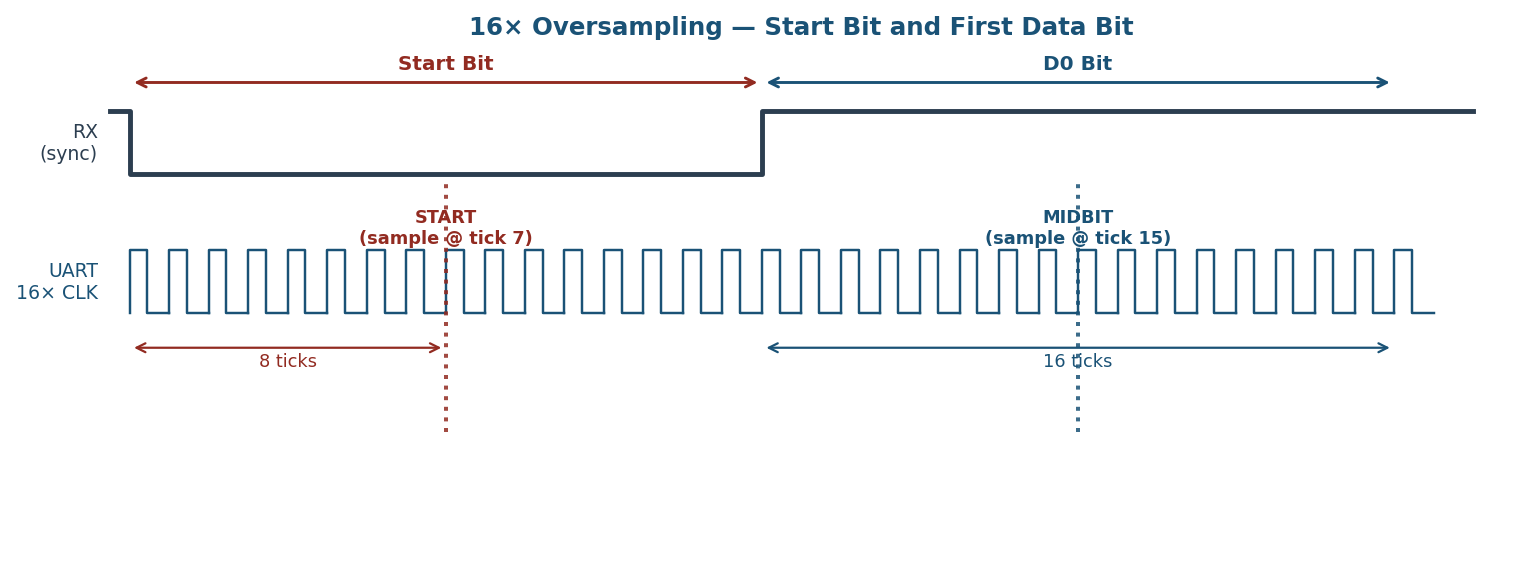 16× Oversampling — Start Bit and First Data Bit
Start Bit
D0 Bit
RX
(sync)
START
(sample @ tick 7)
MIDBIT
(sample @ tick 15)
UART
16× CLK
8 ticks
16 ticks